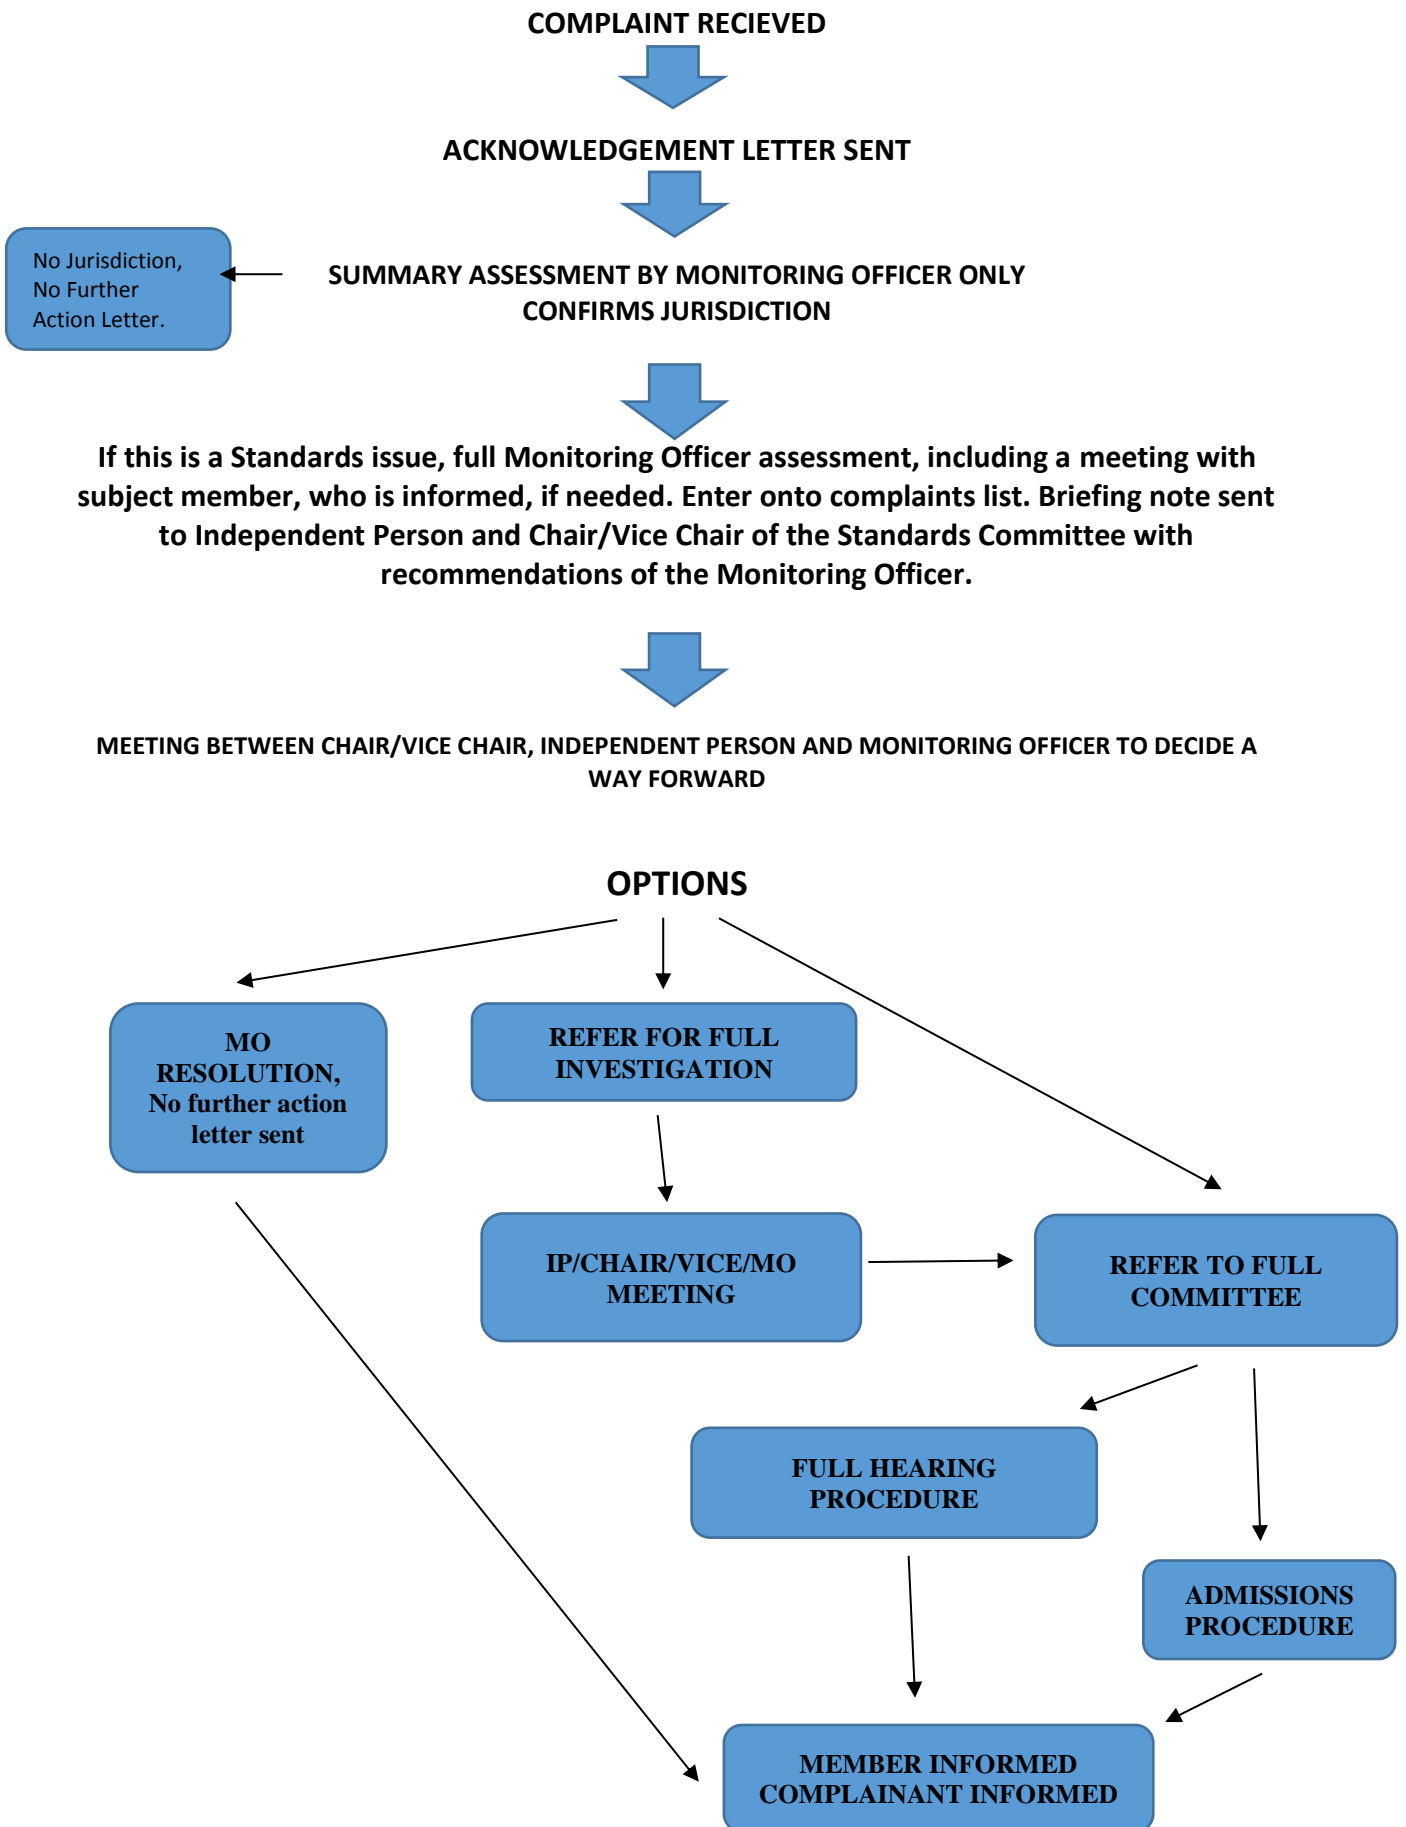 COMPLAINT RECIEVED
ACKNOWLEDGEMENT LETTER SENT
No Jurisdiction,
No Further
Action Letter.
SUMMARY ASSESSMENT BY MONITORING OFFICER ONLY
CONFIRMS JURISDICTION
If this is a Standards issue, full Monitoring Officer assessment, including a meeting with
subject member, who is informed, if needed. Enter onto complaints list. Briefing note sent
to Independent Person and Chair/Vice Chair of the Standards Committee with
recommendations of the Monitoring Officer.
MEETING BETWEEN CHAIR/VICE CHAIR, INDEPENDENT PERSON AND MONITORING OFFICER TO DECIDE A
WAY FORWARD
OPTIONS
MO
RESOLUTION,
No further action
letter sent
REFER FOR FULL
INVESTIGATION
IP/CHAIR/VICE/MO
MEETING
REFER TO FULL
COMMITTEE
FULL HEARING
PROCEDURE
ADMISSIONS
PROCEDURE
MEMBER INFORMED
COMPLAINANT INFORMED